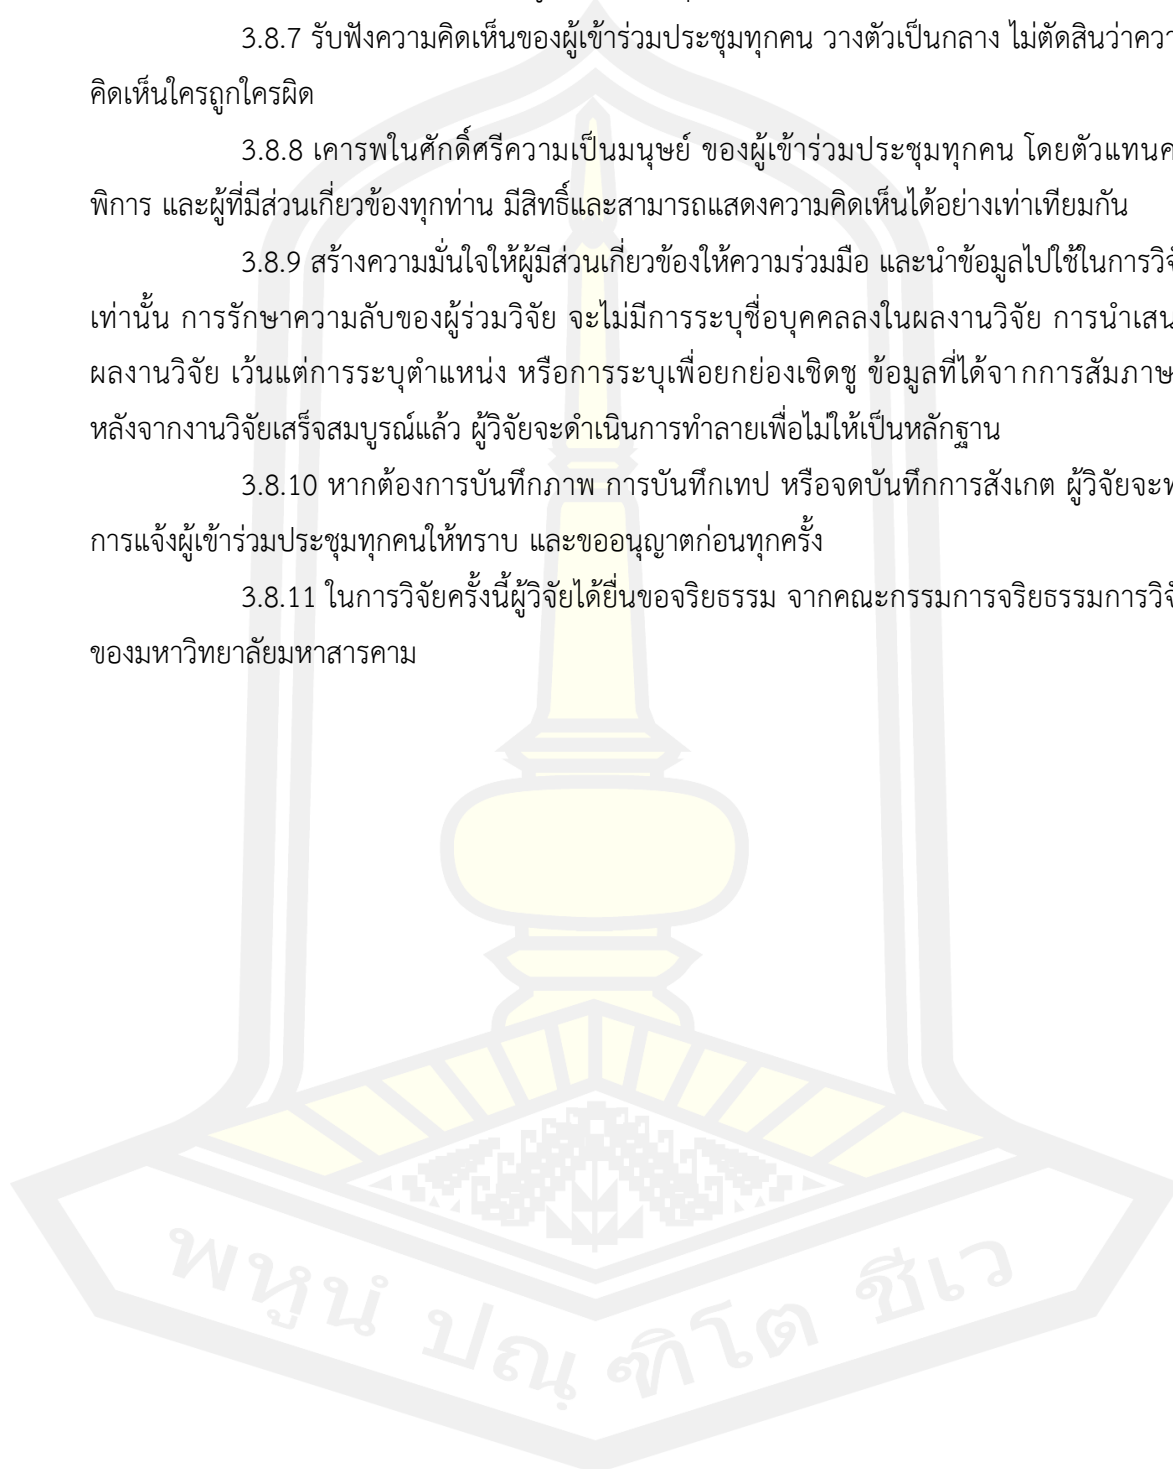 3.8.7 รับฟังความคิดเห็นของผู้เข้าร่วมประชุมทุกคน วางตัวเป็นกลาง ไม่ตัดสินว่าควา
คิดเห็นใครถูกใครผิด
3.8.8 เคารพในศักดิ์ศรีความเป็นมนุษย์ ของผู้เข้าร่วมประชุมทุกคน โดยตัวแทนค
พิการ และผู้ที่มีส่วนเกี่ยวข้องทุกท่าน มีสิทธิ์และสามารถแสดงความคิดเห็นได้อย่างเท่าเทียมกัน
3.8.9 สร้างความมั่นใจให้ผู้มีส่วนเกี่ยวข้องให้ความร่วมมือ และนำข้อมูลไปใช้ในการวิจั
เท่านั้น การรักษาความลับของผู้ร่วมวิจัย จะไม่มีการระบุชื่อบุคคลลงในผลงานวิจัย การนำเสน
ผลงานวิจัย เว้นแต่การระบุตำแหน่ง หรือการระบุเพื่อยกย่องเชิดชู ข้อมูลที่ได้จากการสัมภาษ
หลังจากงานวิจัยเสร็จสมบูรณ์แล้ว ผู้วิจัยจะดำเนินการทำลายเพื่อไม่ให้เป็นหลักฐาน
3.8.10 หากต้องการบันทึกภาพ การบันทึกเทป หรือจดบันทึกการสังเกต ผู้วิจัยจะท
การแจ้งผู้เข้าร่วมประชุมทุกคนให้ทราบ และขออนุญาตก่อนทุกครั้ง
3.8.11 ในการวิจัยครั้งนี้ผู้วิจัยได้ยื่นขอจริยธรรม จากคณะกรรมการจริยธรรมการวิจั
ของมหาวิทยาลัยมหาสารคาม
พหูนํ ปณฺฑิโต ชีเว